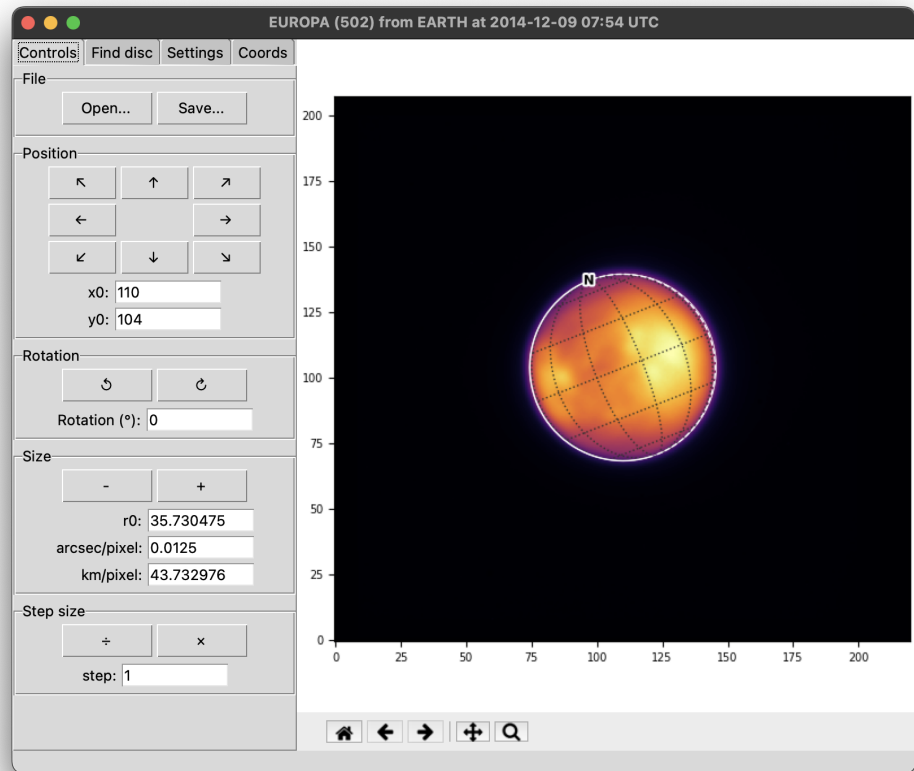 EUROPA (502) from EARTH at 2014-12-09 07:54 UTC
Controls Find disc Settings Coords
File
Open... Save...
Position
↖ ↑ ↗
← →
↙ ↓ ↘
x0: 110
y0: 104
Rotation
↺ ↻
Rotation (°): 0
Size
- +
r0: 35.730475
arcsec/pixel: 0.0125
km/pixel: 43.732976
Step size
÷ ×
step: 1
200
175
150
125
100
75
50
25
0
N
0 25 50 75 100 125 150 175 200